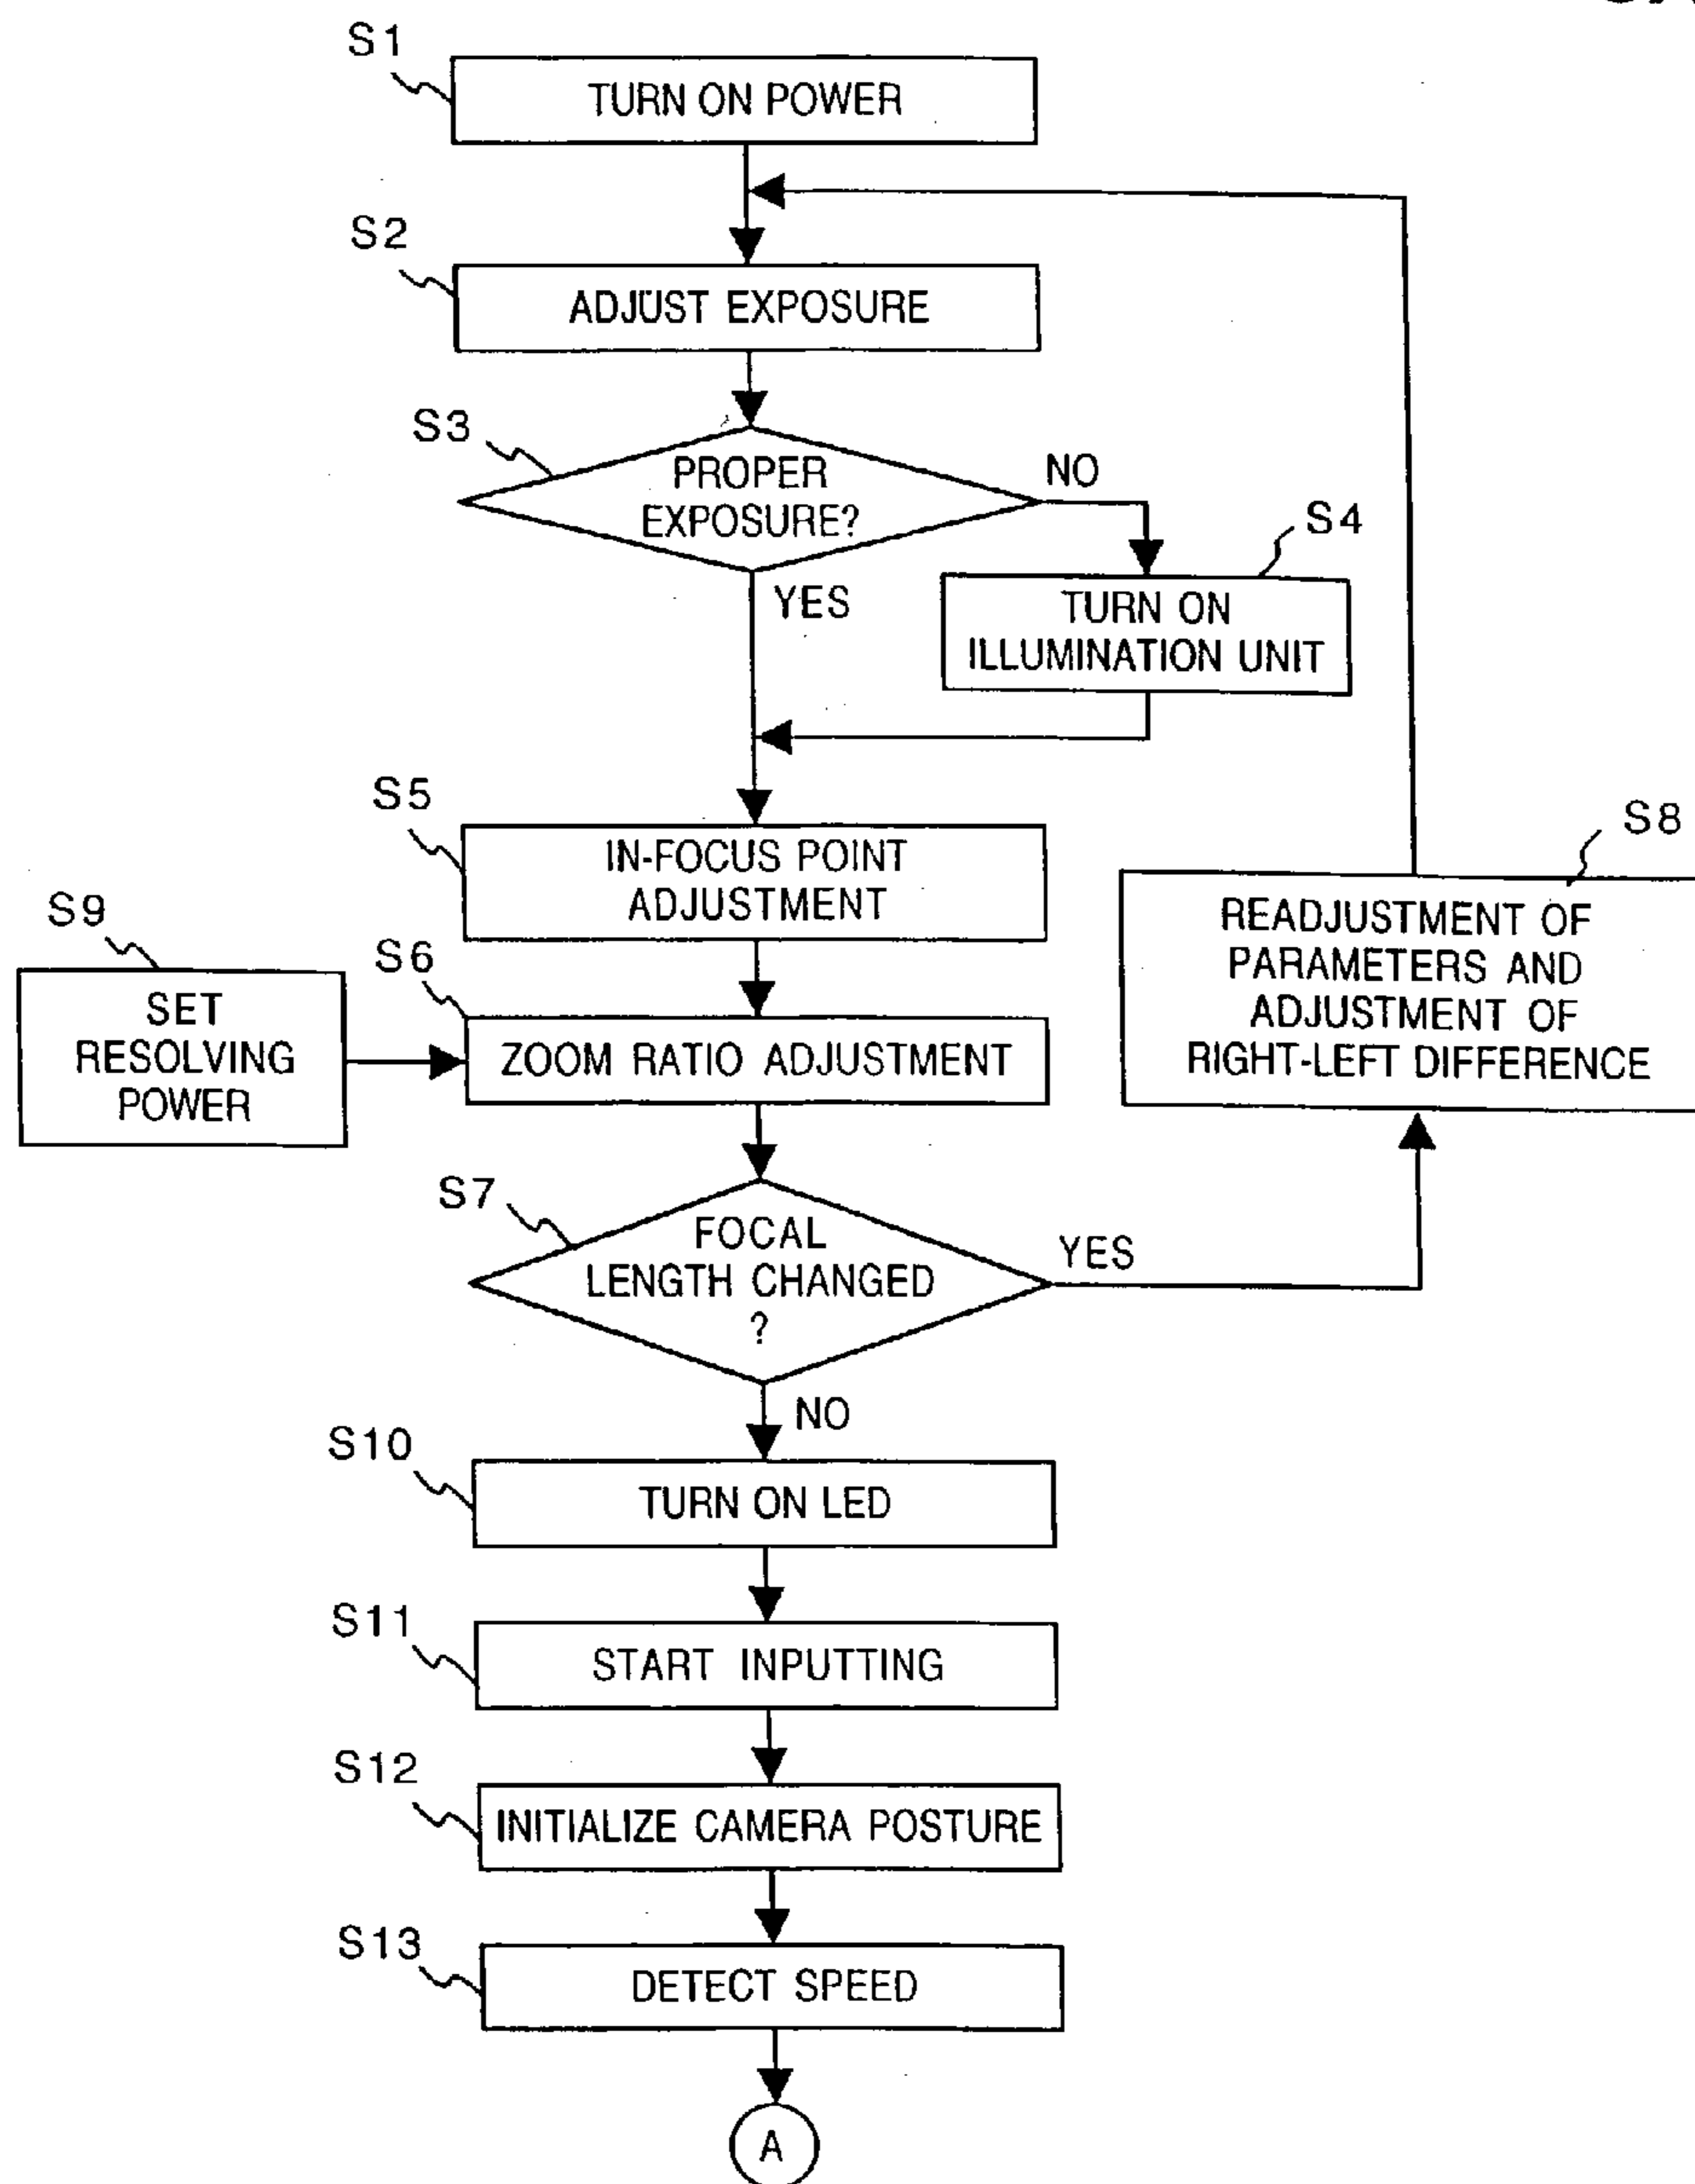 S1
TURN ON POWER
S2
ADJUST EXPOSURE
S3
PROPER
EXPOSURE?
NO
YES
S4
TURN ON
ILLUMINATION UNIT
S5
IN-FOCUS POINT
ADJUSTMENT
S8
READJUSTMENT OF
PARAMETERS AND
ADJUSTMENT OF
RIGHT-LEFT DIFFERENCE
S9
SET
RESOLVING
POWER
S6
ZOOM RATIO ADJUSTMENT
S7
FOCAL
LENGTH CHANGED
?
YES
NO
S10
TURN ON LED
S11
START INPUTTING
S12
INITIALIZE CAMERA POSTURE
S13
DETECT SPEED
A